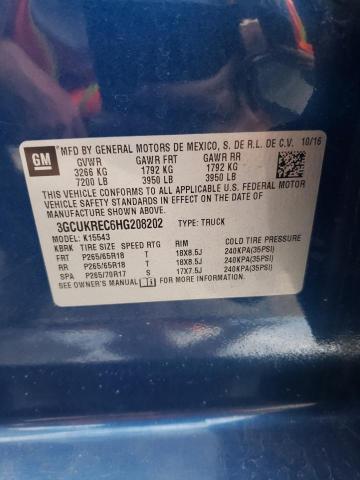 GM
MFD BY GENERAL MOTORS DE MEXICO, S. DE R.L. DE C.V. 10/16
GVWR GAWR FRT GAWR RR
3266 KG 1792 KG 1792 KG
7200 LB 3950 LB 3950 LB
THIS VEHICLE CONFORMS TO ALL APPLICABLE U.S. FEDERAL MOTOR
VEHICLE SAFETY STANDARDS IN EFFECT ON THE DATE OF
MANUFACTURE SHOWN ABOVE.
3GCUKREC6HG208202 TYPE: TRUCK
MODEL: K15543
KBRK TIRE SIZE SPEED RTG RIM COLD TIRE PRESSURE
FRT P265/65R18 T 18X8.5J 240KPA(35PSI)
RR P265/65R18 T 18X8.5J 240KPA(35PSI)
SPA P265/70R17 S 17X7.5J 240KPA(35PSI)
SEE OWNER'S MANUAL FOR MORE INFORMATION.